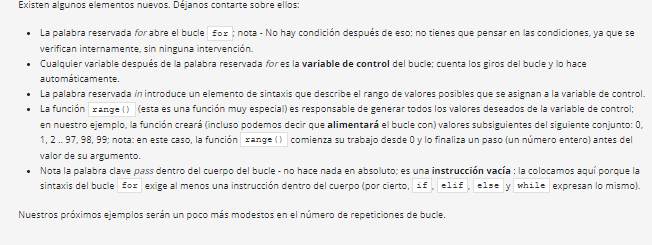 Existen algunos elementos nuevos. Déjanos contarte sobre ellos:
• La palabra reservada for abre el bucle for ; nota - No hay condición después de eso; no tienes que pensar en las condiciones, ya que se
verifican internamente, sin ninguna intervención.
• Cualquier variable después de la palabra reservada for es la variable de control del bucle; cuenta los giros del bucle y lo hace
automáticamente.
• La palabra reservada in introduce un elemento de sintaxis que describe el rango de valores posibles que se asignan a la variable de control.
• La función range() (esta es una función muy especial) es responsable de generar todos los valores deseados de la variable de control;
en nuestro ejemplo, la función creará (incluso podemos decir que alimentará el bucle con) valores subsiguientes del siguiente conjunto: 0,
1, 2 .. 97, 98, 99; nota: en este caso, la función range() comienza su trabajo desde 0 y lo finaliza un paso (un número entero) antes del
valor de su argumento.
• Nota la palabra clave pass dentro del cuerpo del bucle - no hace nada en absoluto; es una instrucción vacía : la colocamos aquí porque la
sintaxis del bucle for exige al menos una instrucción dentro del cuerpo (por cierto, if , elif , else y while expresan lo mismo).
Nuestros próximos ejemplos serán un poco más modestos en el número de repeticiones de bucle.